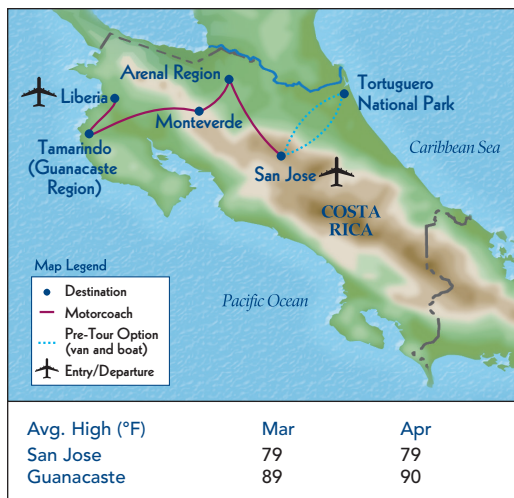 Arenal Region
Tortuguero
National Park
Liberia
Monteverde
Tamarindo
(Guanacaste
Region)
Caribbean Sea
San Jose
COSTA
RICA
Pacific Ocean
Map Legend
Destination
Motorcoach
Pre-Tour Option
(van and boat)
Entry/Departure
Avg. High (°F) Mar Apr
San Jose 79 79
Guanacaste 89 90